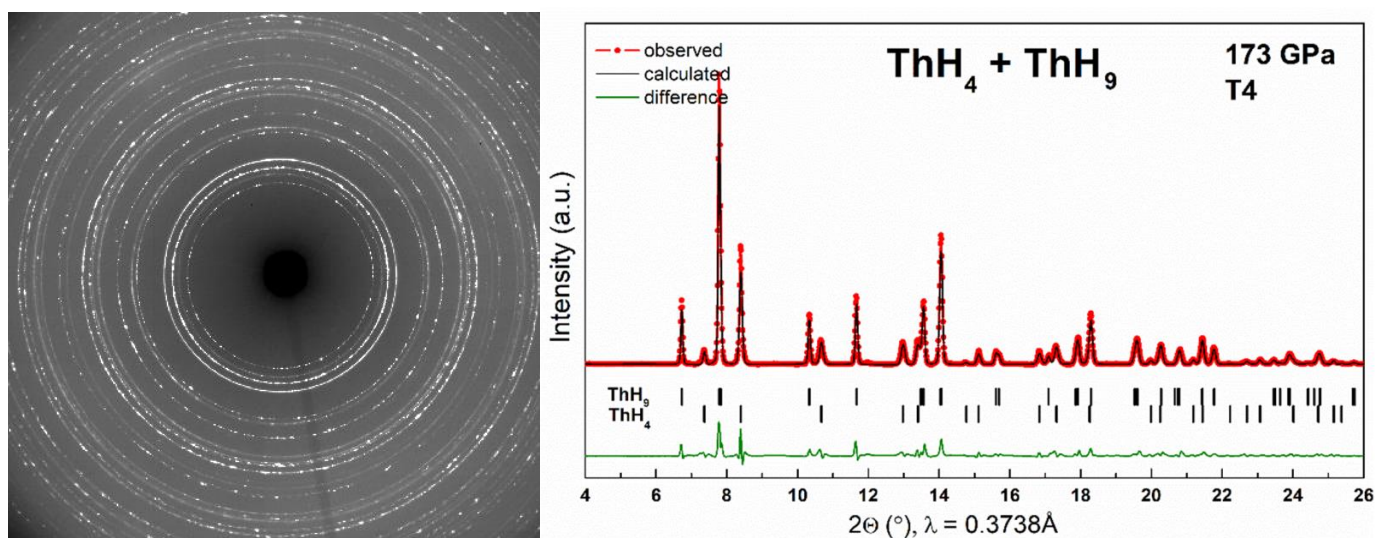 observed
calculated
difference
ThH₄ + ThH₉
173 GPa
T4
Intensity (a.u.)
ThH₉
ThH₄
4 6 8 10 12 14 16 18 20 22 24 26
2Θ (°), λ = 0.3738Å